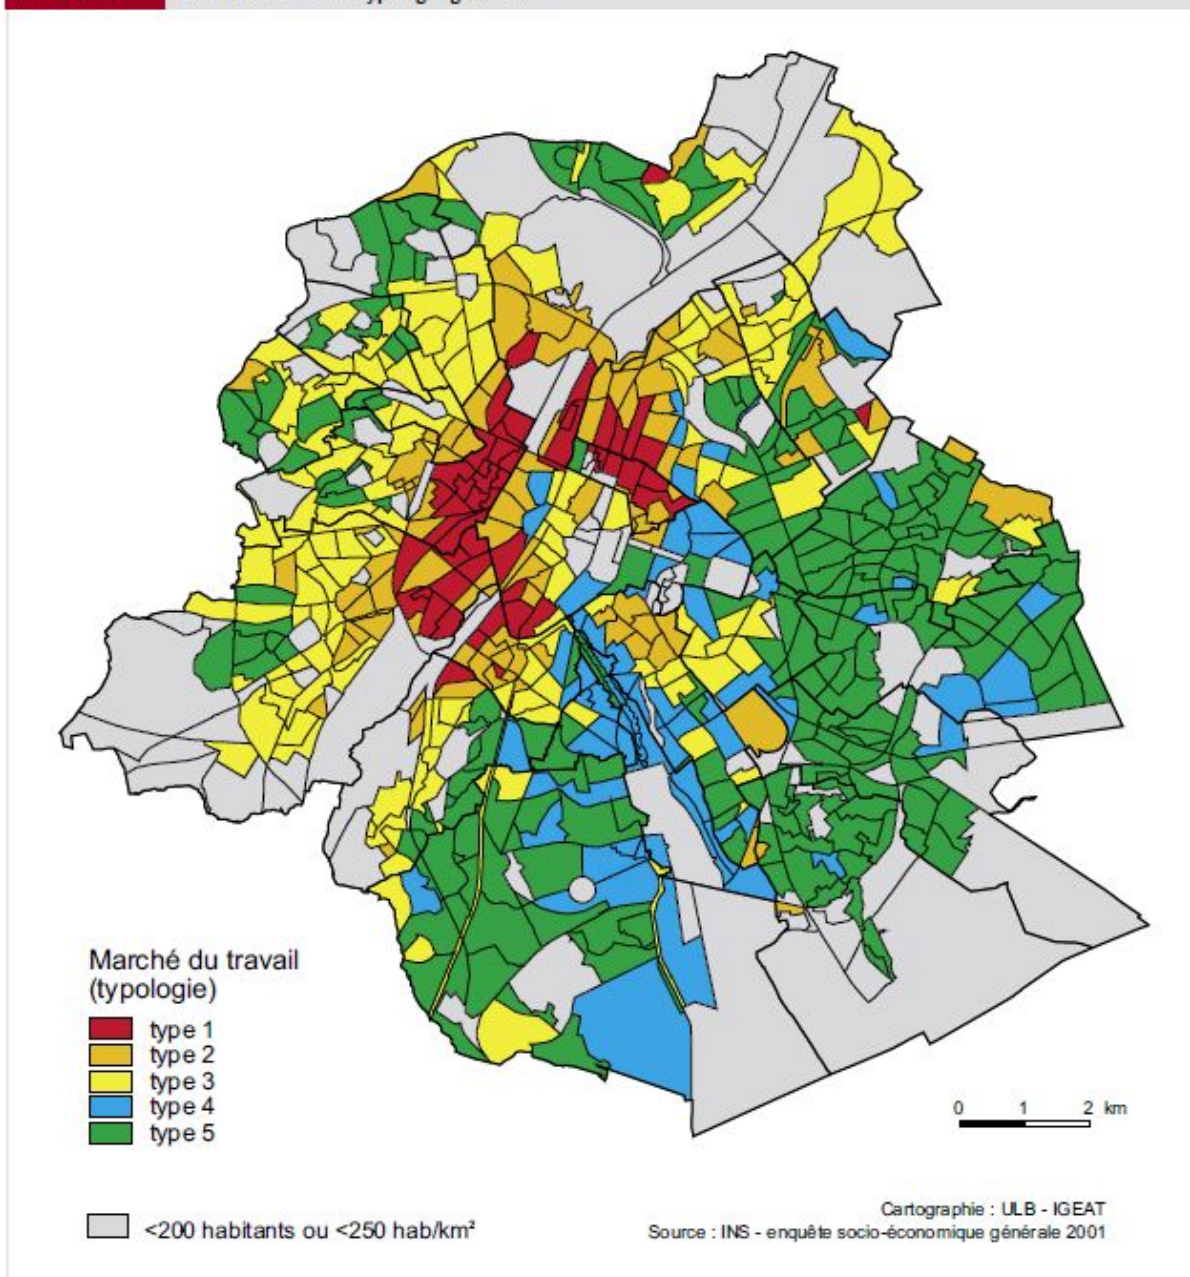 Marché du travail
(typologie)
type 1
type 2
type 3
type 4
type 5
<200 habitants ou <250 hab/km²
0 1 2 km
Cartographie : ULB - IGEAT
Source : INS - enquête socio-économique générale 2001